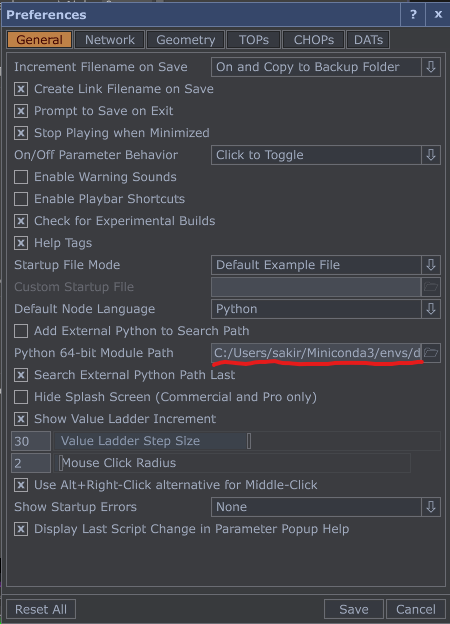 Preferences ? x
General Network Geometry TOPs CHOPs DATs
Increment Filename on Save On and Copy to Backup Folder
Create Link Filename on Save
Prompt to Save on Exit
Stop Playing when Minimized
On/Off Parameter Behavior Click to Toggle
Enable Warning Sounds
Enable Playbar Shortcuts
Check for Experimental Builds
Help Tags
Startup File Mode Default Example File
Custom Startup File
Default Node Language Python
Add External Python to Search Path
Python 64-bit Module Path C:/Users/sakir/Miniconda3/envs/d
Search External Python Path Last
Hide Splash Screen (Commercial and Pro only)
Show Value Ladder Increment
30 Value Ladder Step Size
2 Mouse Click Radius
Use Alt+Right-Click alternative for Middle-Click
Show Startup Errors None
Display Last Script Change in Parameter Popup Help
Reset All Save Cancel